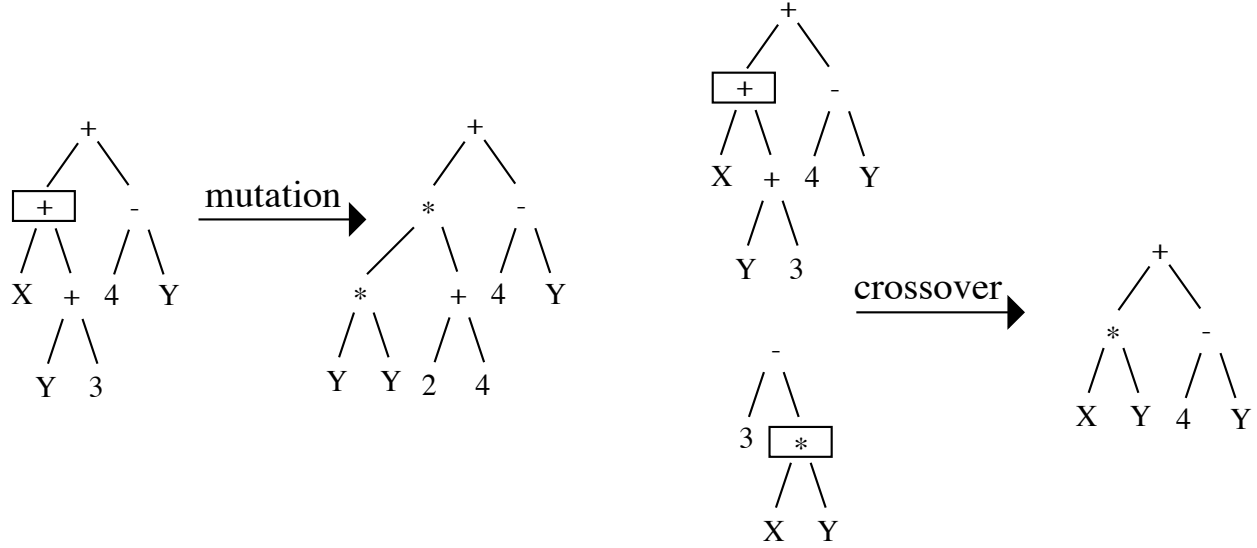 +
+ -
X + 4 Y
Y 3
mutation
+
* -
* + 4 Y
Y Y 2 4
+
+ -
X + 4 Y
Y 3
-
3 *
X Y
crossover
+
* -
X Y 4 Y